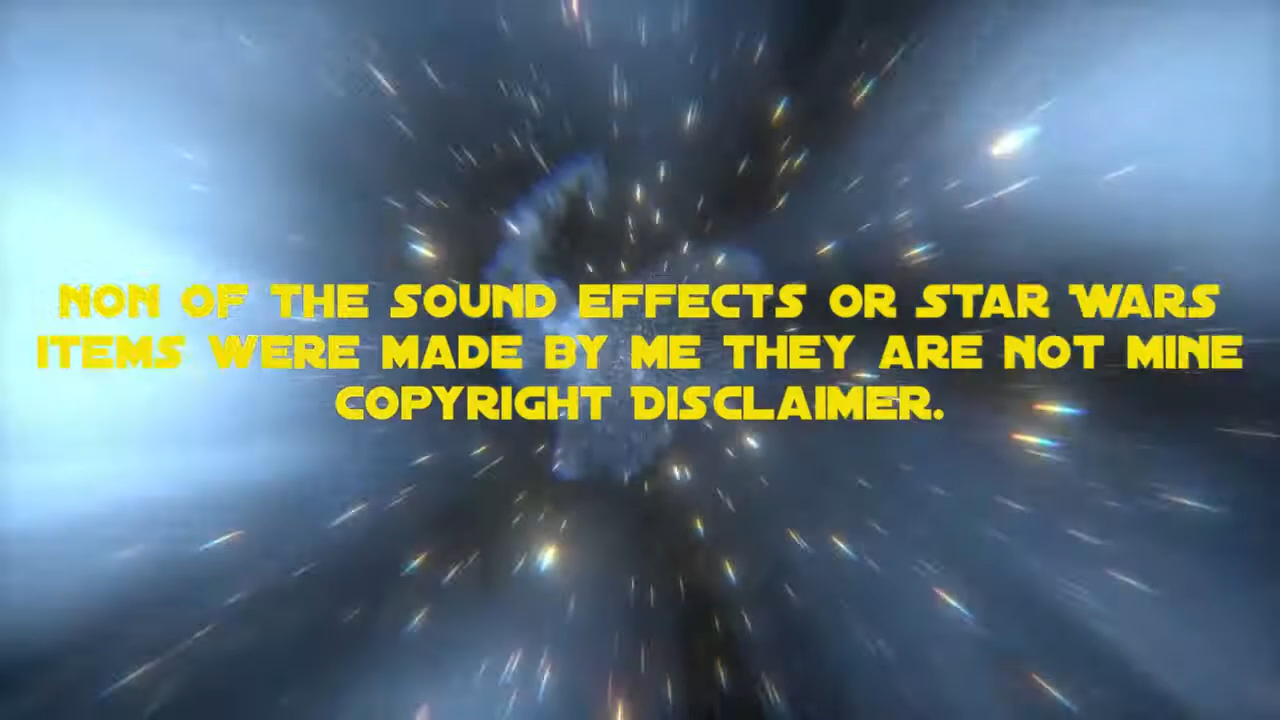 NON OF THE SOUND EFFECTS OR STAR WARS
ITEMS WERE MADE BY ME THEY ARE NOT MINE
COPYRIGHT DISCLAIMER.